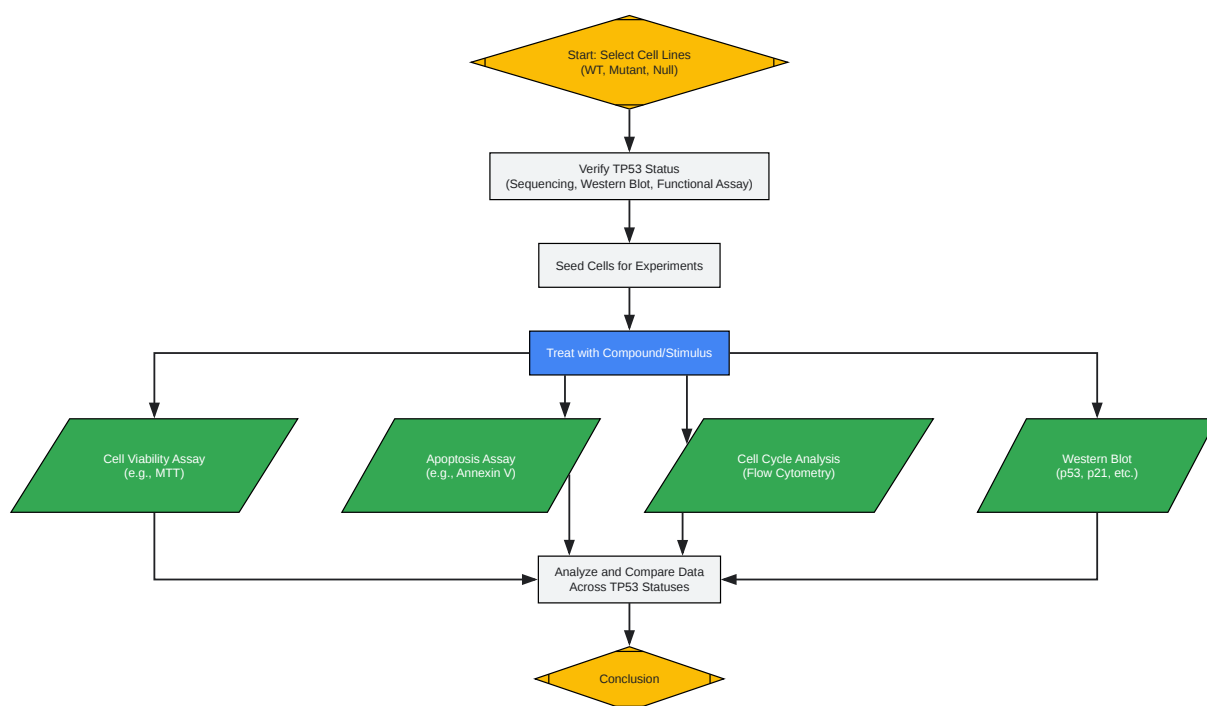 Start: Select Cell Lines
(WT, Mutant, Null)
Verify TP53 Status
(Sequencing, Western Blot, Functional Assay)
Seed Cells for Experiments
Treat with Compound/Stimulus
Cell Viability Assay
(e.g., MTT)
Apoptosis Assay
(e.g., Annexin V)
Cell Cycle Analysis
(Flow Cytometry)
Western Blot
(p53, p21, etc.)
Analyze and Compare Data
Across TP53 Statuses
Conclusion